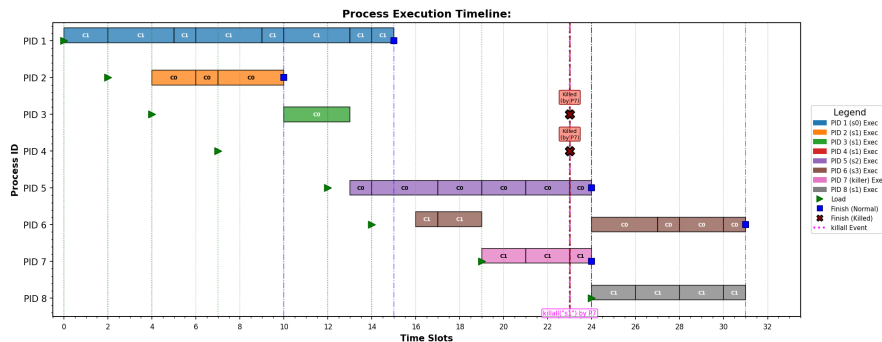 Process Execution Timeline:
PID 1
C1 C1 C1 C1 C1 C1 C1 C1
PID 2
C0 C0 C0
Killed
(by P7)
PID 3
C0
Killed
(by P7)
PID 4
PID 5
C0 C0 C0 C0 C0 C0
PID 6
C1 C1 C0 C0 C0 C0
PID 7
C1 C1 C1
PID 8
C1 C1 C1 C1
killall("s1") by P7
0 2 4 6 8 10 12 14 16 18 20 22 24 26 28 30 32
Time Slots
Process ID
Legend
PID 1 (s0) Exec
PID 2 (s1) Exec
PID 3 (s1) Exec
PID 4 (s1) Exec
PID 5 (s2) Exec
PID 6 (s3) Exec
PID 7 (killer) Exec
PID 8 (s1) Exec
Load
Finish (Normal)
Finish (Killed)
killall Event